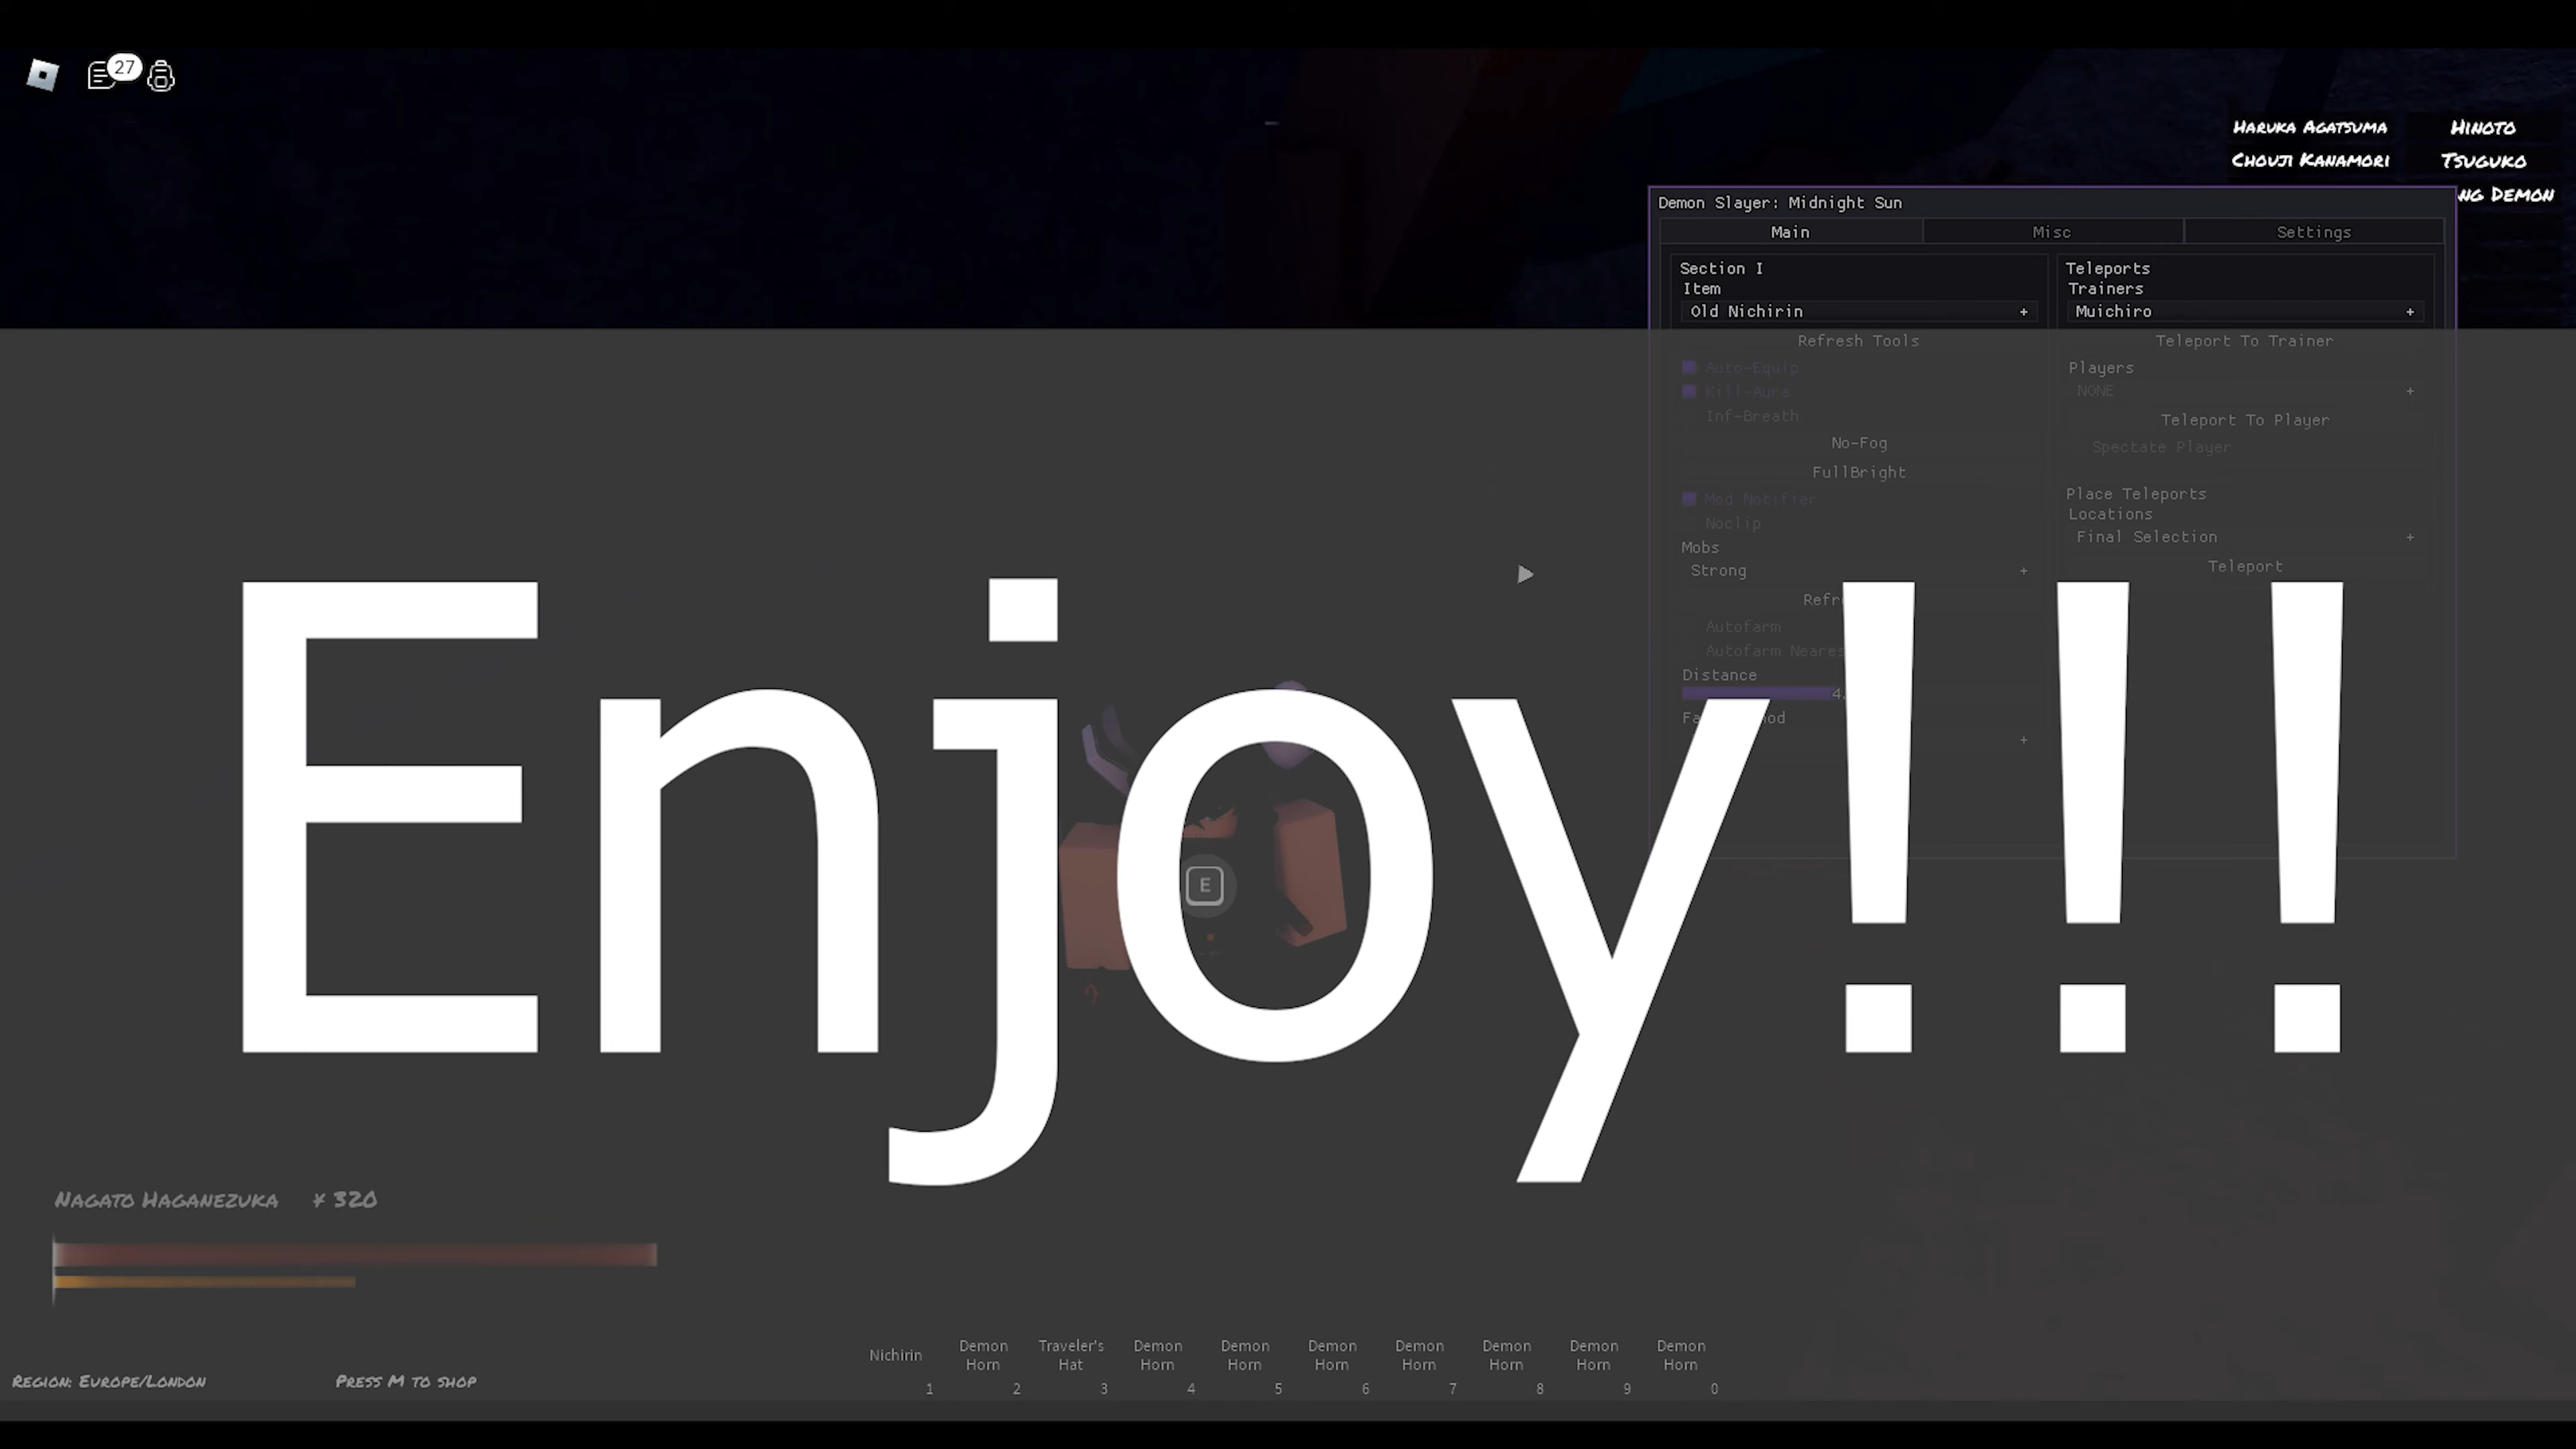 27
Haruka Agatsuma Hinoto
Chouji Kanamori Tsuguko
ng Demon
Demon Slayer: Midnight Sun
Main Misc Settings
Section I
Item
Old Nichirin +
Refresh Tools
Auto-Equip
Kill-Aura
Inf-Breath
No-Fog
FullBright
Mod Notifier
Noclip
Mobs
Strong +
Autofarm
Distance
+
Teleports
Trainers
Muichiro +
Teleport To Trainer
Players
NONE +
Teleport To Player
Spectate Player
Place Teleports
Locations
Final Selection +
Teleport
Enjoy!!!
E
Nagato Haganezuka ¥ 320
Region: Europe/London Press M to shop
Nichirin 1
Demon Horn 2
Traveler's Hat 3
Demon Horn 4
Demon Horn 5
Demon Horn 6
Demon Horn 7
Demon Horn 8
Demon Horn 9
Demon Horn 0